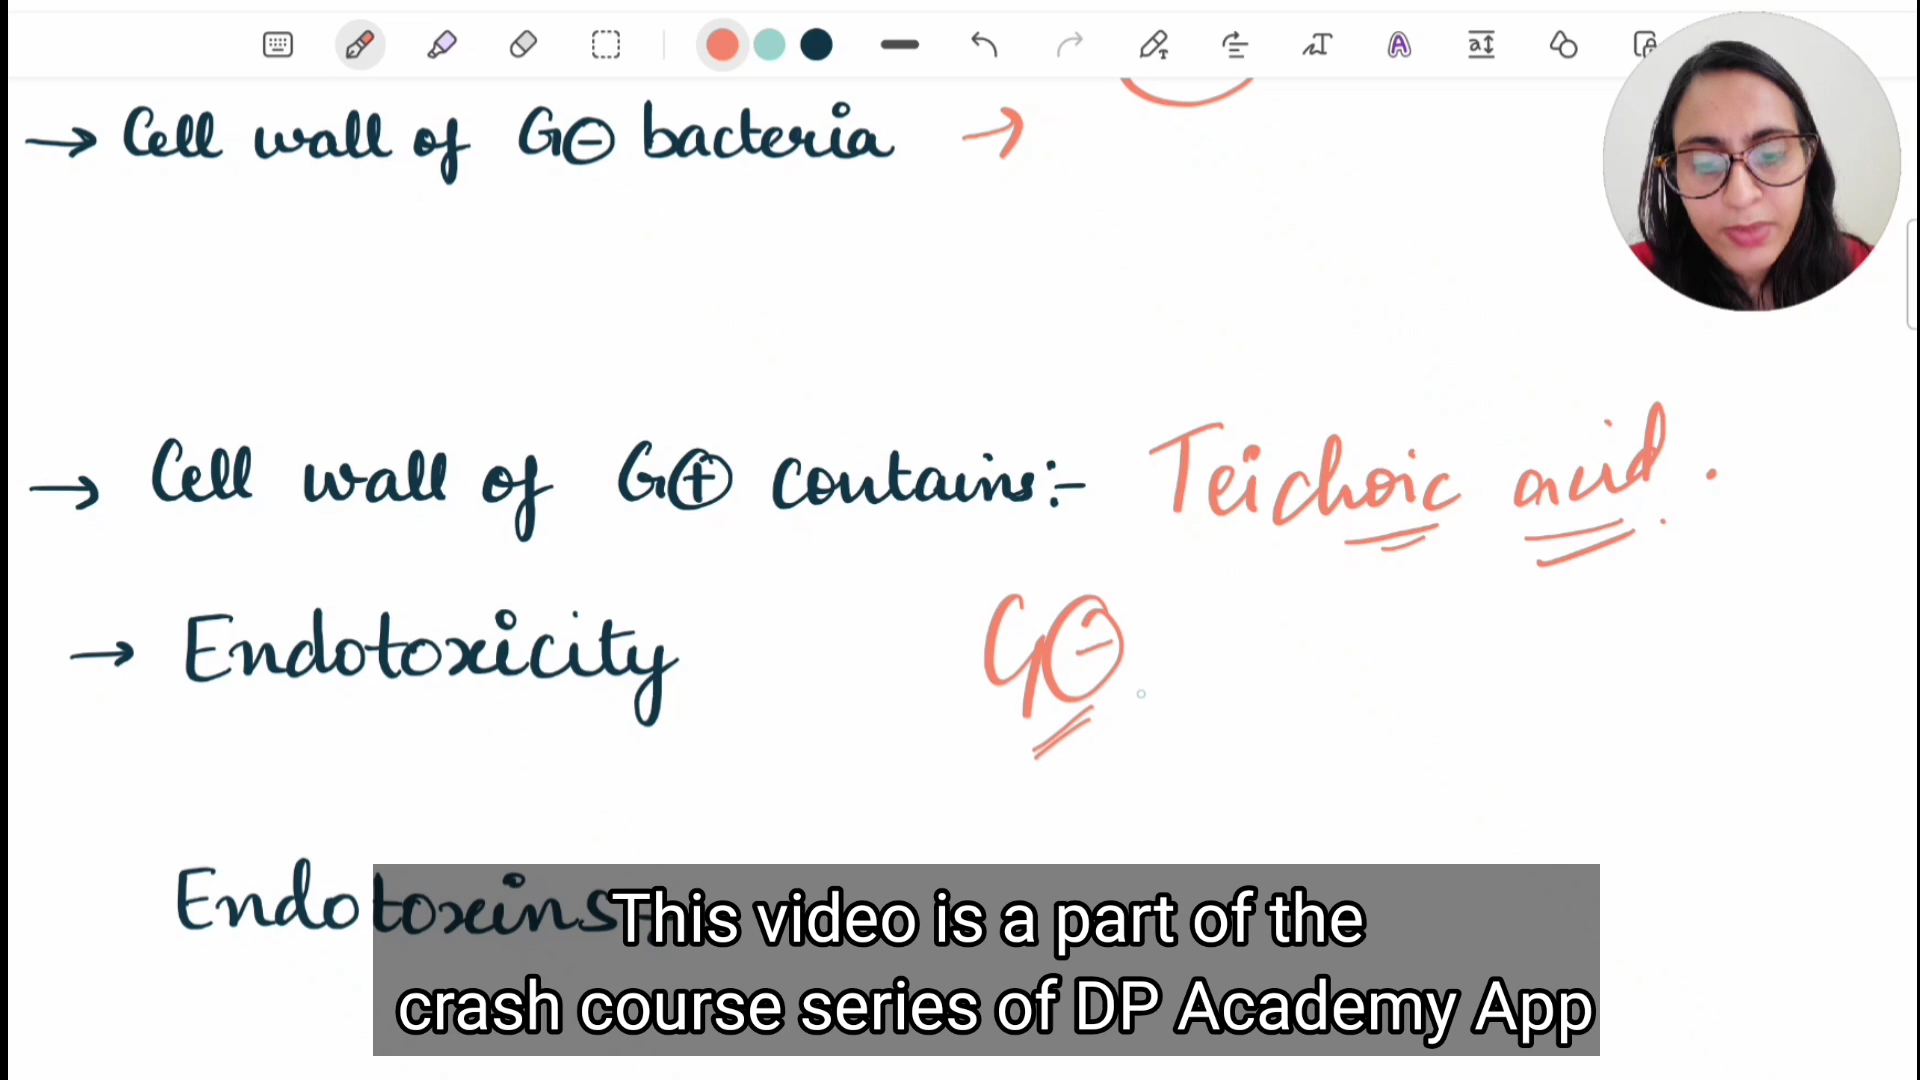 → Cell wall of G⊖ bacteria →
→ Cell wall of G⊕ contains:- Teichoic acid.
→ Endotoxicity G⊖
Endotoxins
This video is a part of the
crash course series of DP Academy App